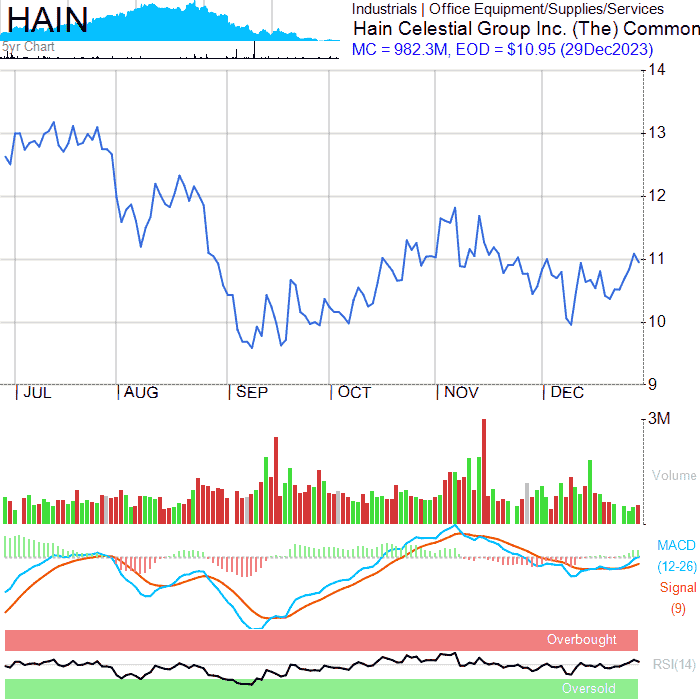 HAIN
5yr Chart
Industrials | Office Equipment/Supplies/Services
Hain Celestial Group Inc. (The) Common
MC = 982.3M, EOD = $10.95 (29Dec2023)
14
13
12
11
10
9
JUL AUG SEP OCT NOV DEC
3M
Volume
MACD
(12-26)
Signal
(9)
Overbought
RSI(14)
Oversold